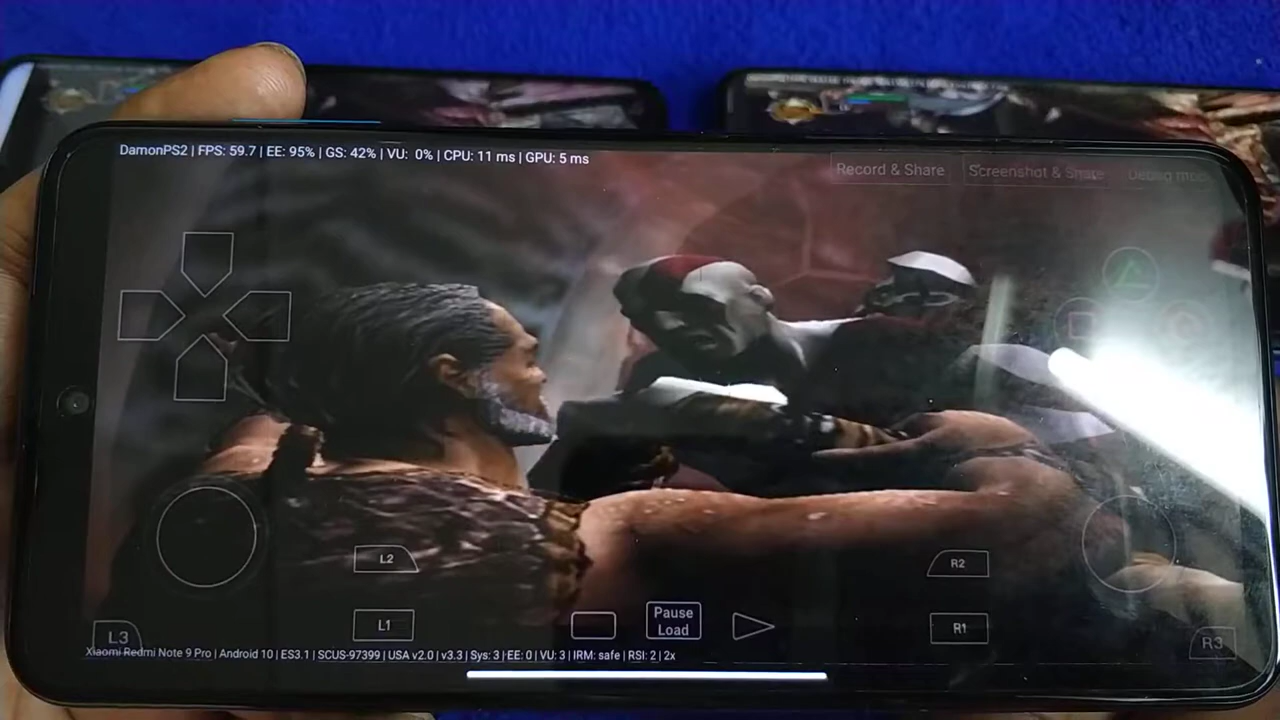 DamonPS2 | FPS: 59.7 | EE: 95% | GS: 42% | VU: 0% | CPU: 11 ms | GPU: 5 ms
Record & Share
Screenshot & Share
Debug mo
L2
R2
L1
Pause
Load
R1
L3
R3
Xiaomi Redmi Note 9 Pro | Android 10 | ES3.1 | SCUS-97399 | USA v2.0 | v3.3 | Sys: 3 | EE: 0 | VU: 3 | IRM: safe | RSI: 2 | 2x